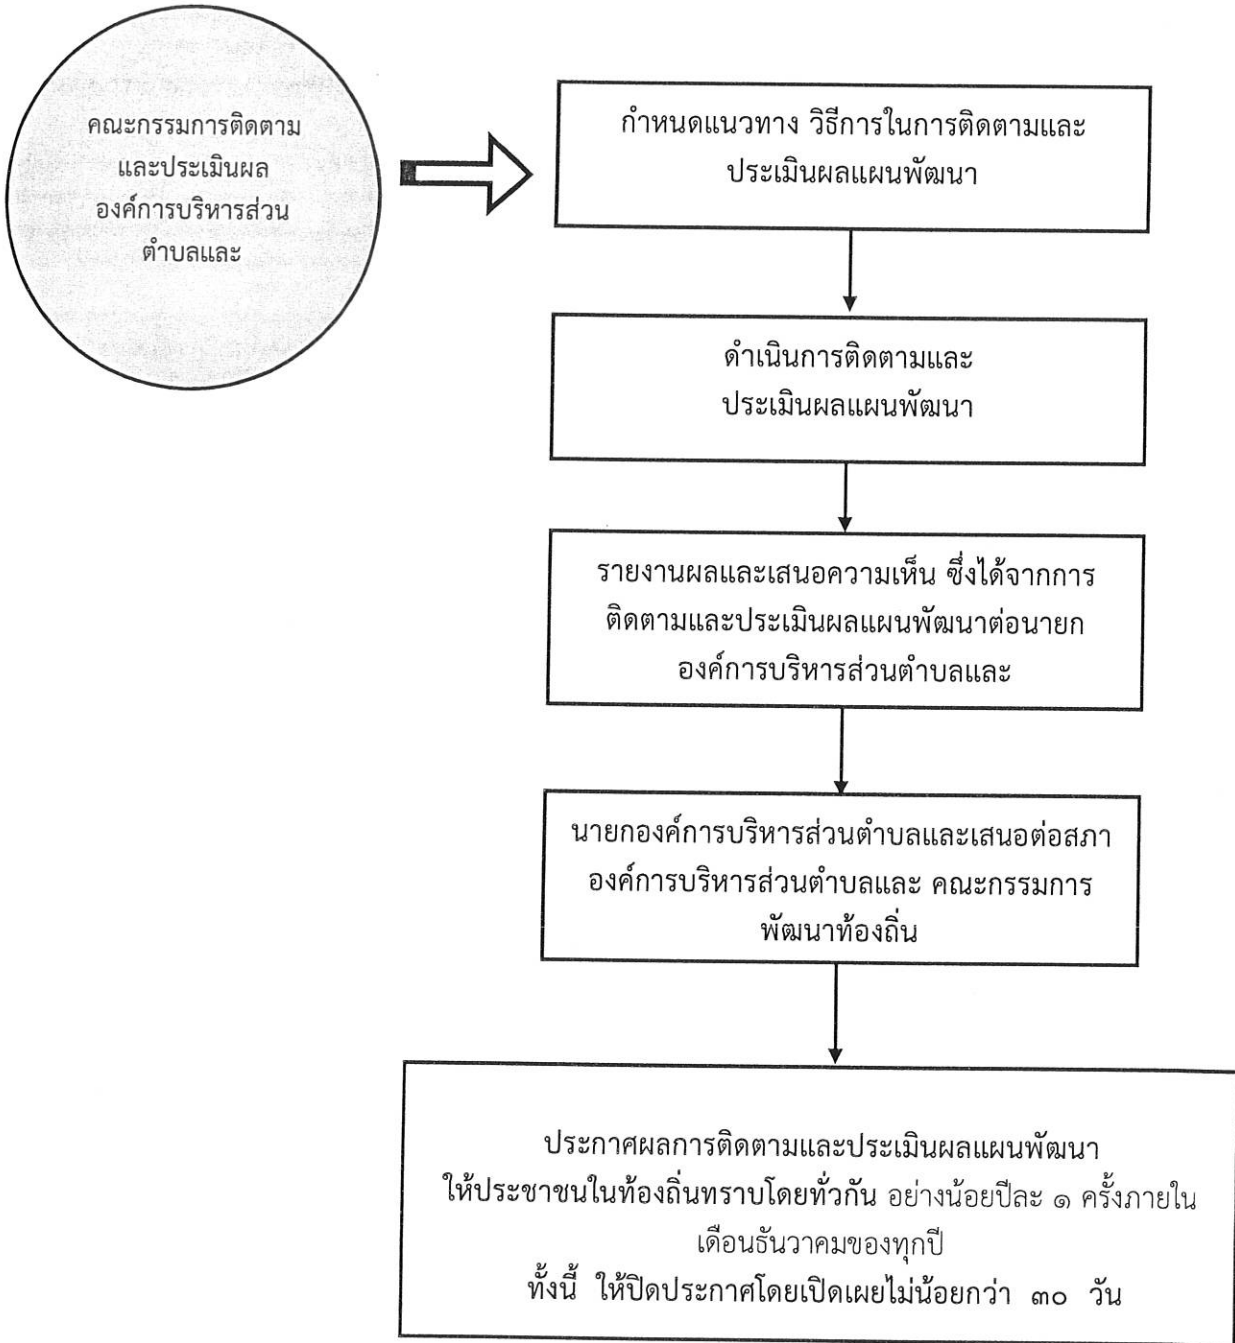 คณะกรรมการติดตาม
และประเมินผล
องค์การบริหารส่วน
ตำบลและ
กำหนดแนวทาง วิธีการในการติดตามและ
ประเมินผลแผนพัฒนา
ดำเนินการติดตามและ
ประเมินผลแผนพัฒนา
รายงานผลและเสนอความเห็น ซึ่งได้จากการ
ติดตามและประเมินผลแผนพัฒนาต่อนายก
องค์การบริหารส่วนตำบลและ
นายกองค์การบริหารส่วนตำบลและเสนอต่อสภา
องค์การบริหารส่วนตำบลและ คณะกรรมการ
พัฒนาท้องถิ่น
ประกาศผลการติดตามและประเมินผลแผนพัฒนา
ให้ประชาชนในท้องถิ่นทราบโดยทั่วกัน อย่างน้อยปีละ ๑ ครั้งภายใน
เดือนธันวาคมของทุกปี
ทั้งนี้ ให้ปิดประกาศโดยเปิดเผยไม่น้อยกว่า ๓๐ วัน